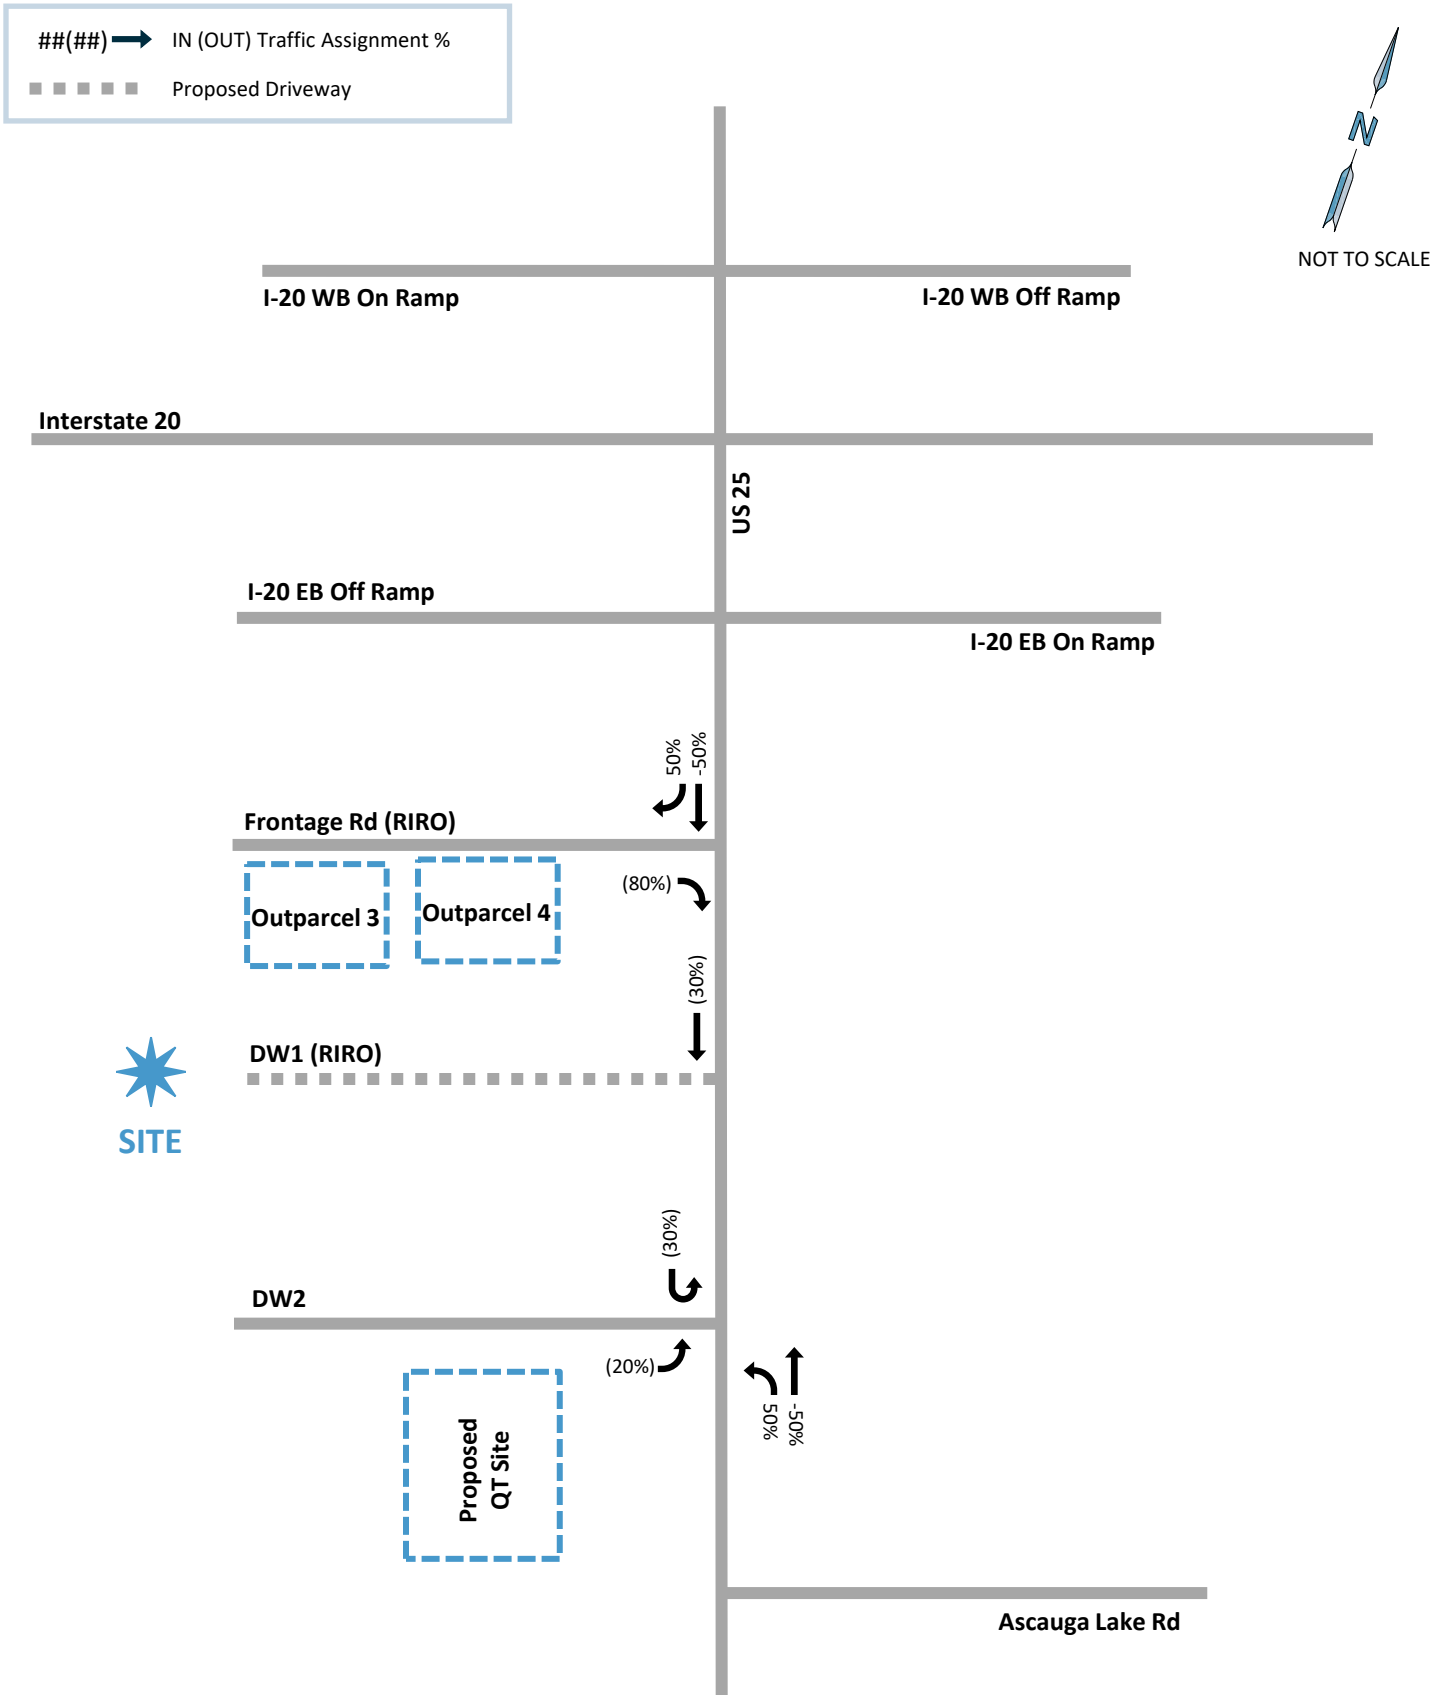 ##(##) IN (OUT) Traffic Assignment %
Proposed Driveway
N
NOT TO SCALE
I-20 WB On Ramp
I-20 WB Off Ramp
Interstate 20
US 25
I-20 EB Off Ramp
I-20 EB On Ramp
50%
-50%
Frontage Rd (RIRO)
(80%)
Outparcel 3
Outparcel 4
(30%)
DW1 (RIRO)
SITE
(30%)
DW2
(20%)
50%
-50%
Proposed
QT Site
Ascauga Lake Rd